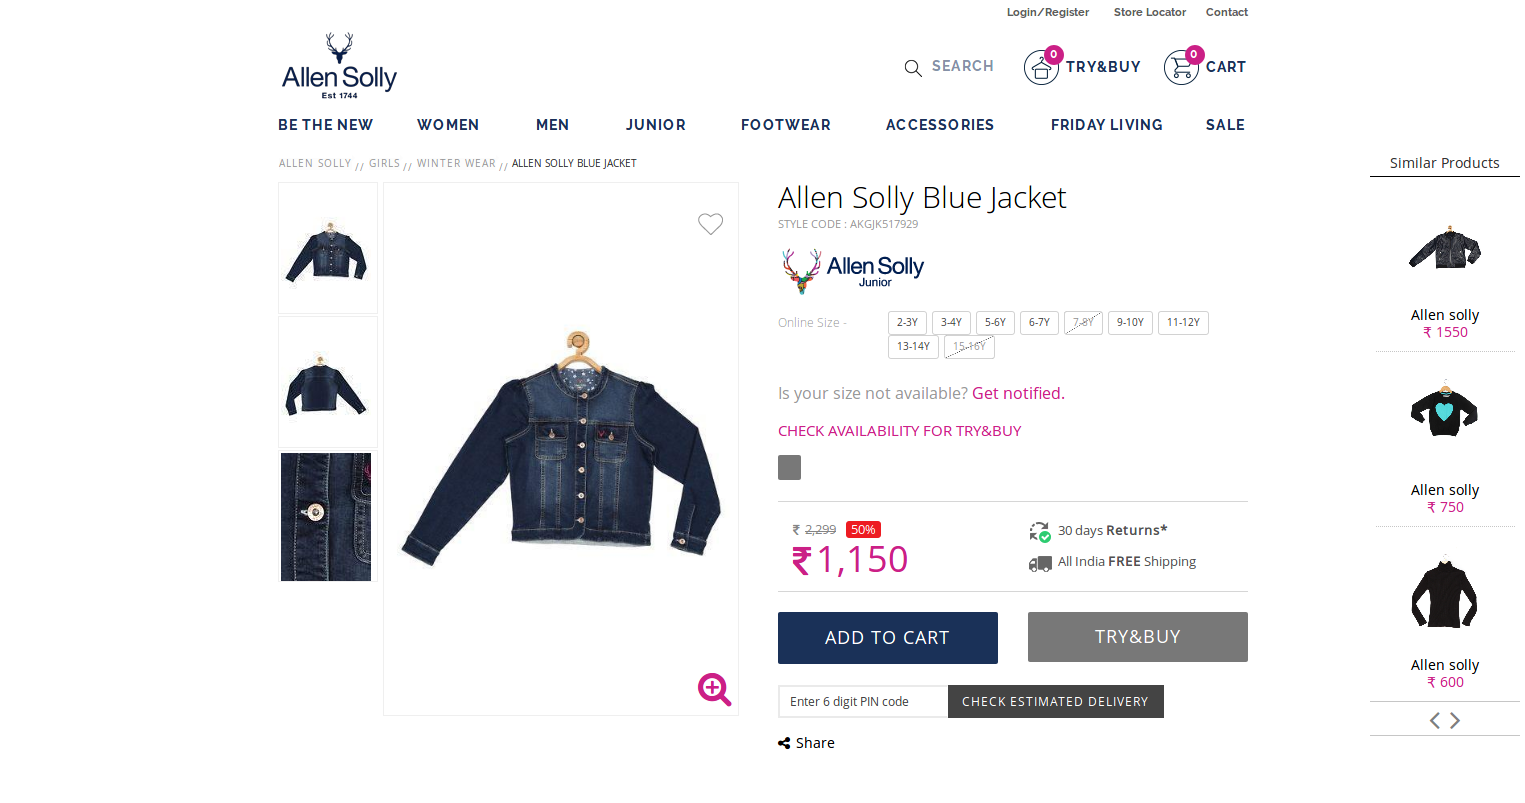 Login/Register Store Locator Contact
Allen Solly
Est 1744
SEARCH 0 TRY&BUY 0 CART
BE THE NEW WOMEN MEN JUNIOR FOOTWEAR ACCESSORIES FRIDAY LIVING SALE
ALLEN SOLLY // GIRLS // WINTER WEAR // ALLEN SOLLY BLUE JACKET
Allen Solly Blue Jacket
STYLE CODE : AKGJK517929
Allen Solly
Junior
Online Size - 2-3Y 3-4Y 5-6Y 6-7Y 7-8Y 9-10Y 11-12Y
13-14Y 15-16Y
Is your size not available? Get notified.
CHECK AVAILABILITY FOR TRY&BUY
₹ 2,299 50%
₹1,150
30 days Returns*
All India FREE Shipping
ADD TO CART TRY&BUY
Enter 6 digit PIN code CHECK ESTIMATED DELIVERY
Share
Similar Products
Allen solly
₹ 1550
Allen solly
₹ 750
Allen solly
₹ 600